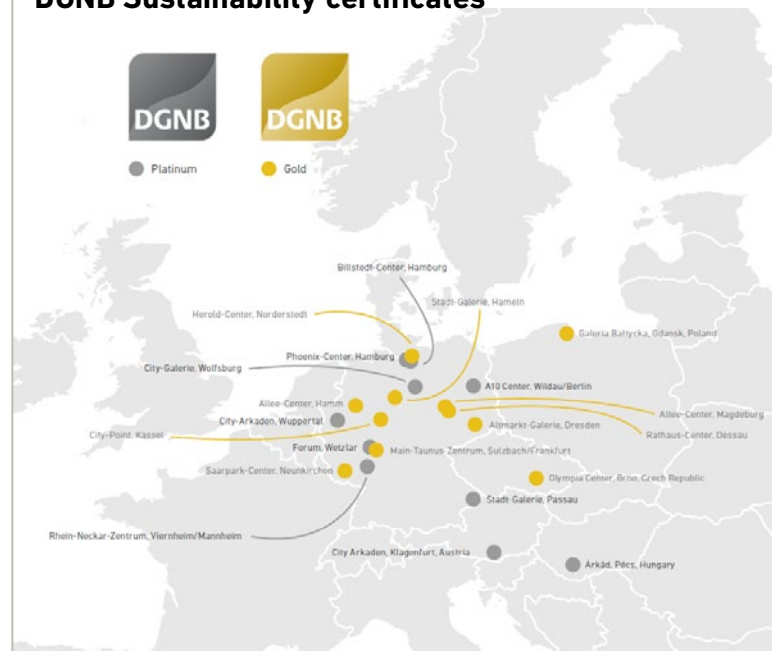 DGNB Sustainability certificates
DGNB
DGNB
Platinum
Gold
Billstedt-Center, Hamburg
Stadt-Galerie, Hameln
Herold-Center, Norderstedt
Galeria Bałtycka, Gdansk, Poland
Phoenix-Center, Hamburg
City-Galerie, Wolfsburg
A10 Center, Wildau/Berlin
Allee-Center, Hamm
Allee-Center, Magdeburg
City-Arkaden, Wuppertal
Altmarkt-Galerie, Dresden
City-Point, Kassel
Rathaus-Center, Dessau
Forum, Wetzlar
Main-Taunus-Zentrum, Sulzbach/Frankfurt
Saarpark-Center, Neunkirchen
Olympia Center, Brno, Czech Republic
Stadt-Galerie, Passau
Rhein-Neckar-Zentrum, Viernheim/Mannheim
City Arkaden, Klagenfurt, Austria
Árkád, Pécs, Hungary